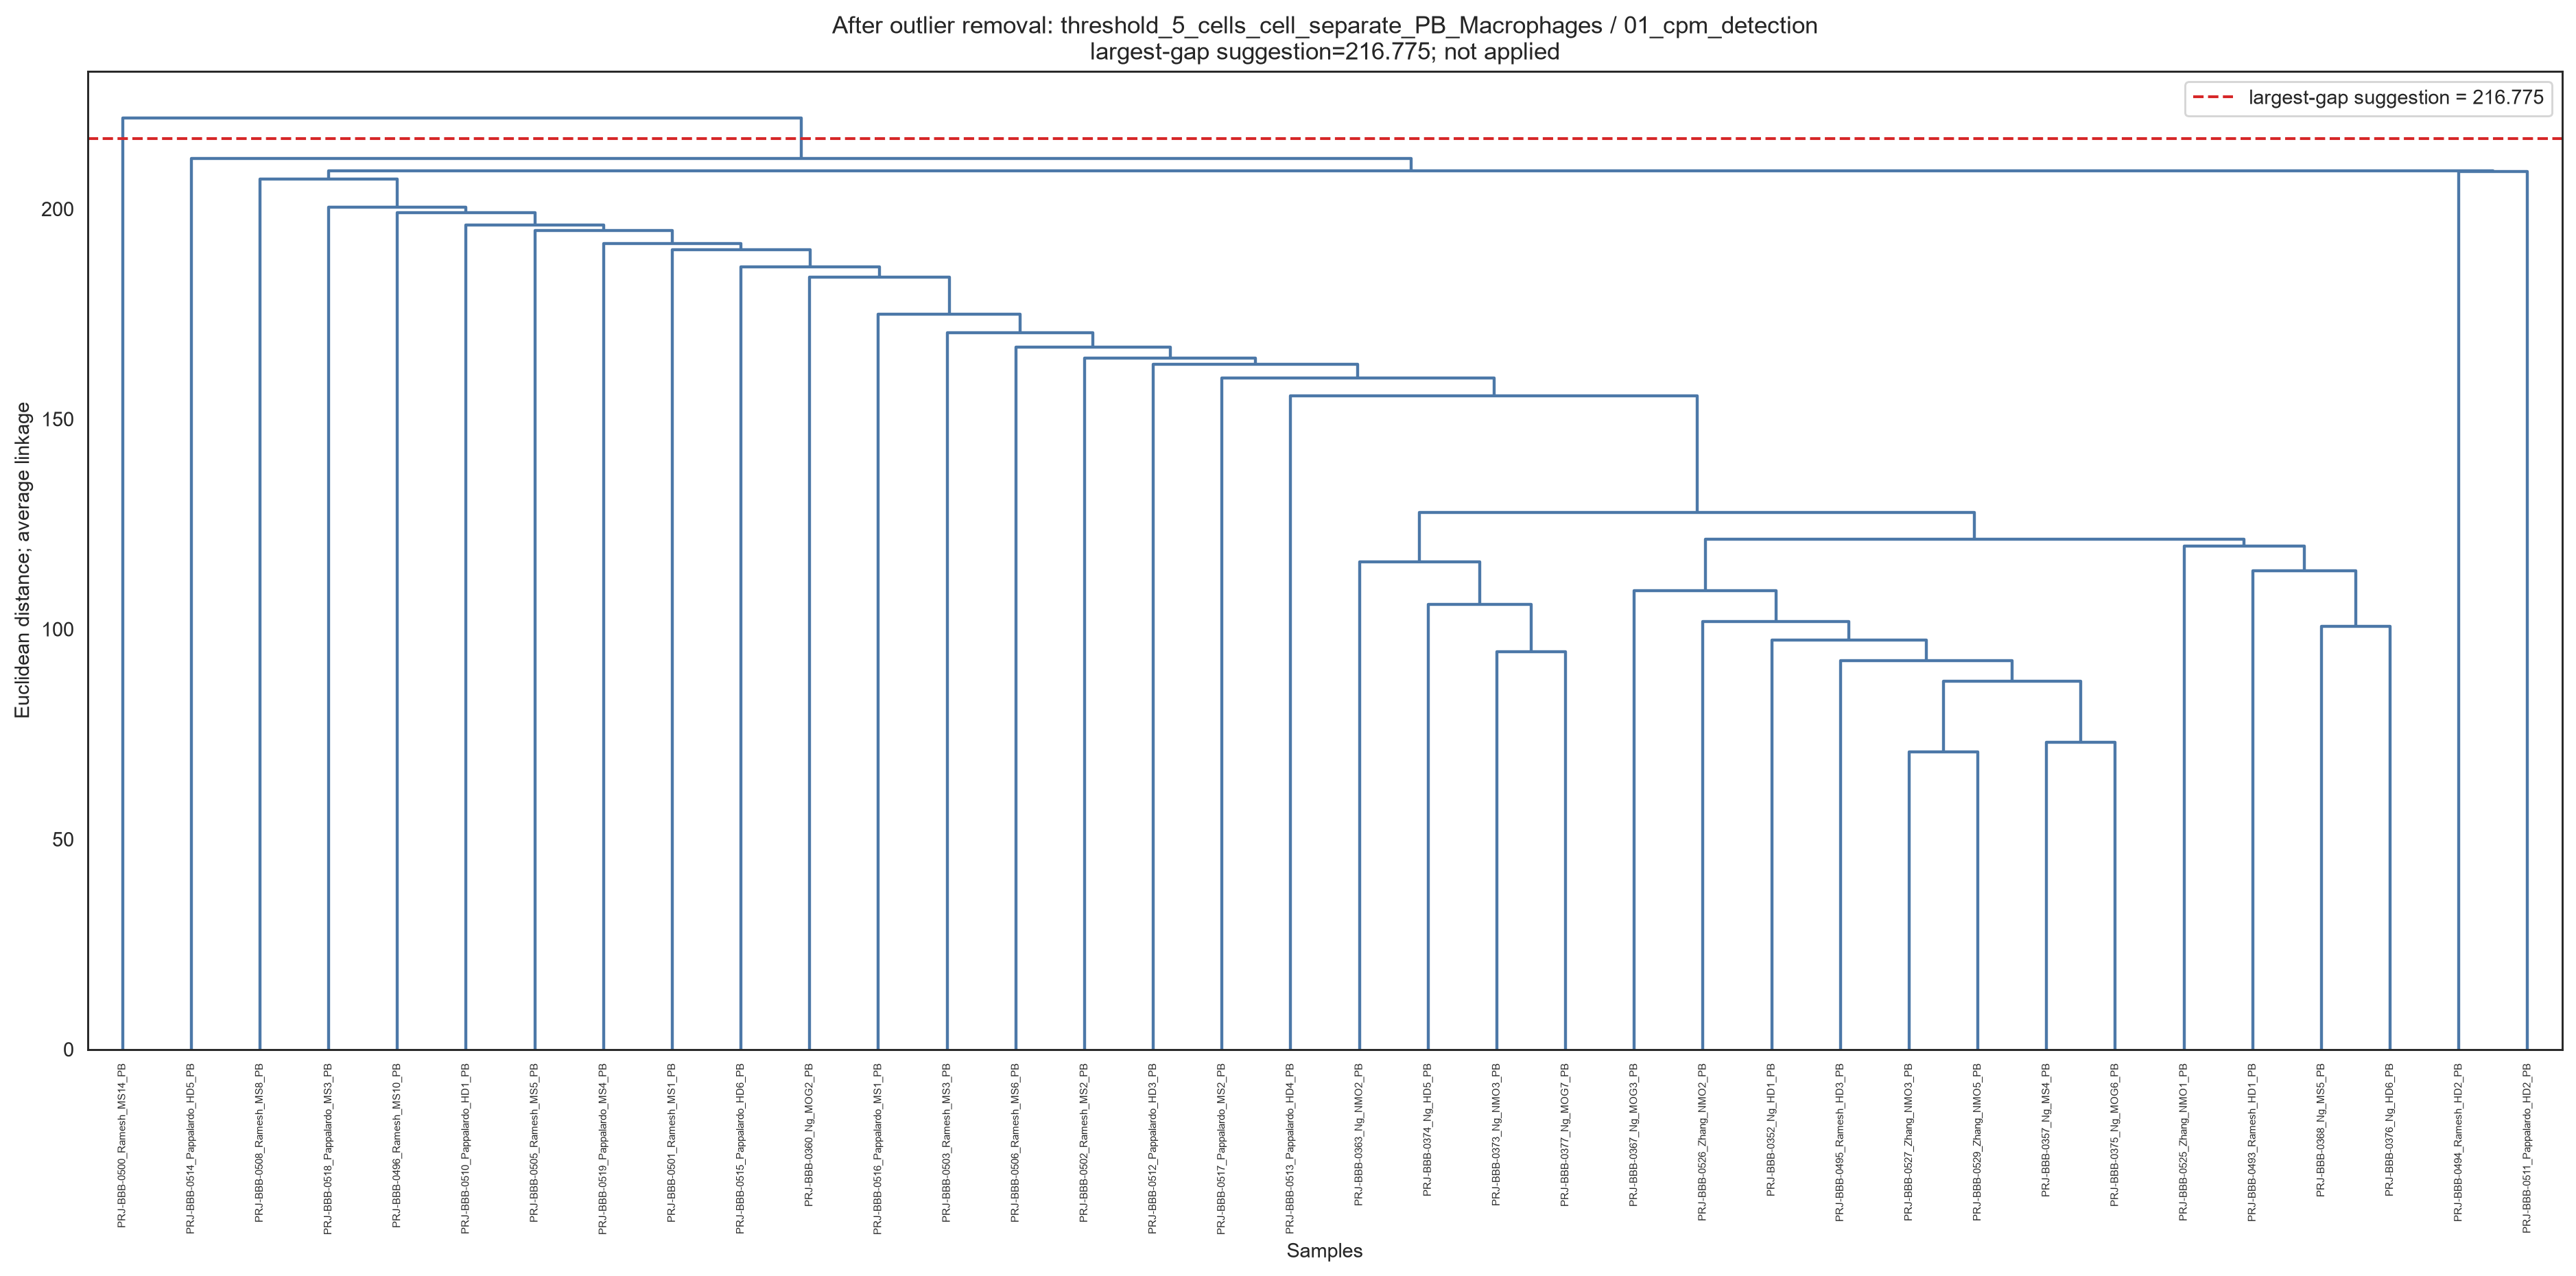 After outlier removal: threshold_5_cells_cell_separate_PB_Macrophages / 01_cpm_detection
largest-gap suggestion=216.775; not applied
largest-gap suggestion = 216.775
Euclidean distance; average linkage
200
150
100
50
0
PRJ-BBB-0500_Ramesh_MS14_PB
PRJ-BBB-0514_Pappalardo_HD5_PB
PRJ-BBB-0508_Ramesh_MS8_PB
PRJ-BBB-0518_Pappalardo_MS3_PB
PRJ-BBB-0496_Ramesh_MS10_PB
PRJ-BBB-0510_Pappalardo_HD1_PB
PRJ-BBB-0505_Ramesh_MS5_PB
PRJ-BBB-0519_Pappalardo_MS4_PB
PRJ-BBB-0501_Ramesh_MS1_PB
PRJ-BBB-0515_Pappalardo_HD6_PB
PRJ-BBB-0360_Ng_MOG2_PB
PRJ-BBB-0516_Pappalardo_MS1_PB
PRJ-BBB-0503_Ramesh_MS3_PB
PRJ-BBB-0506_Ramesh_MS6_PB
PRJ-BBB-0502_Ramesh_MS2_PB
PRJ-BBB-0512_Pappalardo_HD3_PB
PRJ-BBB-0517_Pappalardo_MS2_PB
PRJ-BBB-0513_Pappalardo_HD4_PB
PRJ-BBB-0363_Ng_NMO2_PB
PRJ-BBB-0374_Ng_HD5_PB
PRJ-BBB-0373_Ng_NMO3_PB
PRJ-BBB-0377_Ng_MOG7_PB
PRJ-BBB-0367_Ng_MOG3_PB
PRJ-BBB-0526_Zhang_NMO2_PB
PRJ-BBB-0352_Ng_HD1_PB
PRJ-BBB-0495_Ramesh_HD3_PB
PRJ-BBB-0527_Zhang_NMO3_PB
PRJ-BBB-0529_Zhang_NMO5_PB
PRJ-BBB-0357_Ng_MS4_PB
PRJ-BBB-0375_Ng_MOG6_PB
PRJ-BBB-0525_Zhang_NMO1_PB
PRJ-BBB-0493_Ramesh_HD1_PB
PRJ-BBB-0368_Ng_MS5_PB
PRJ-BBB-0376_Ng_HD6_PB
PRJ-BBB-0494_Ramesh_HD2_PB
PRJ-BBB-0511_Pappalardo_HD2_PB
Samples